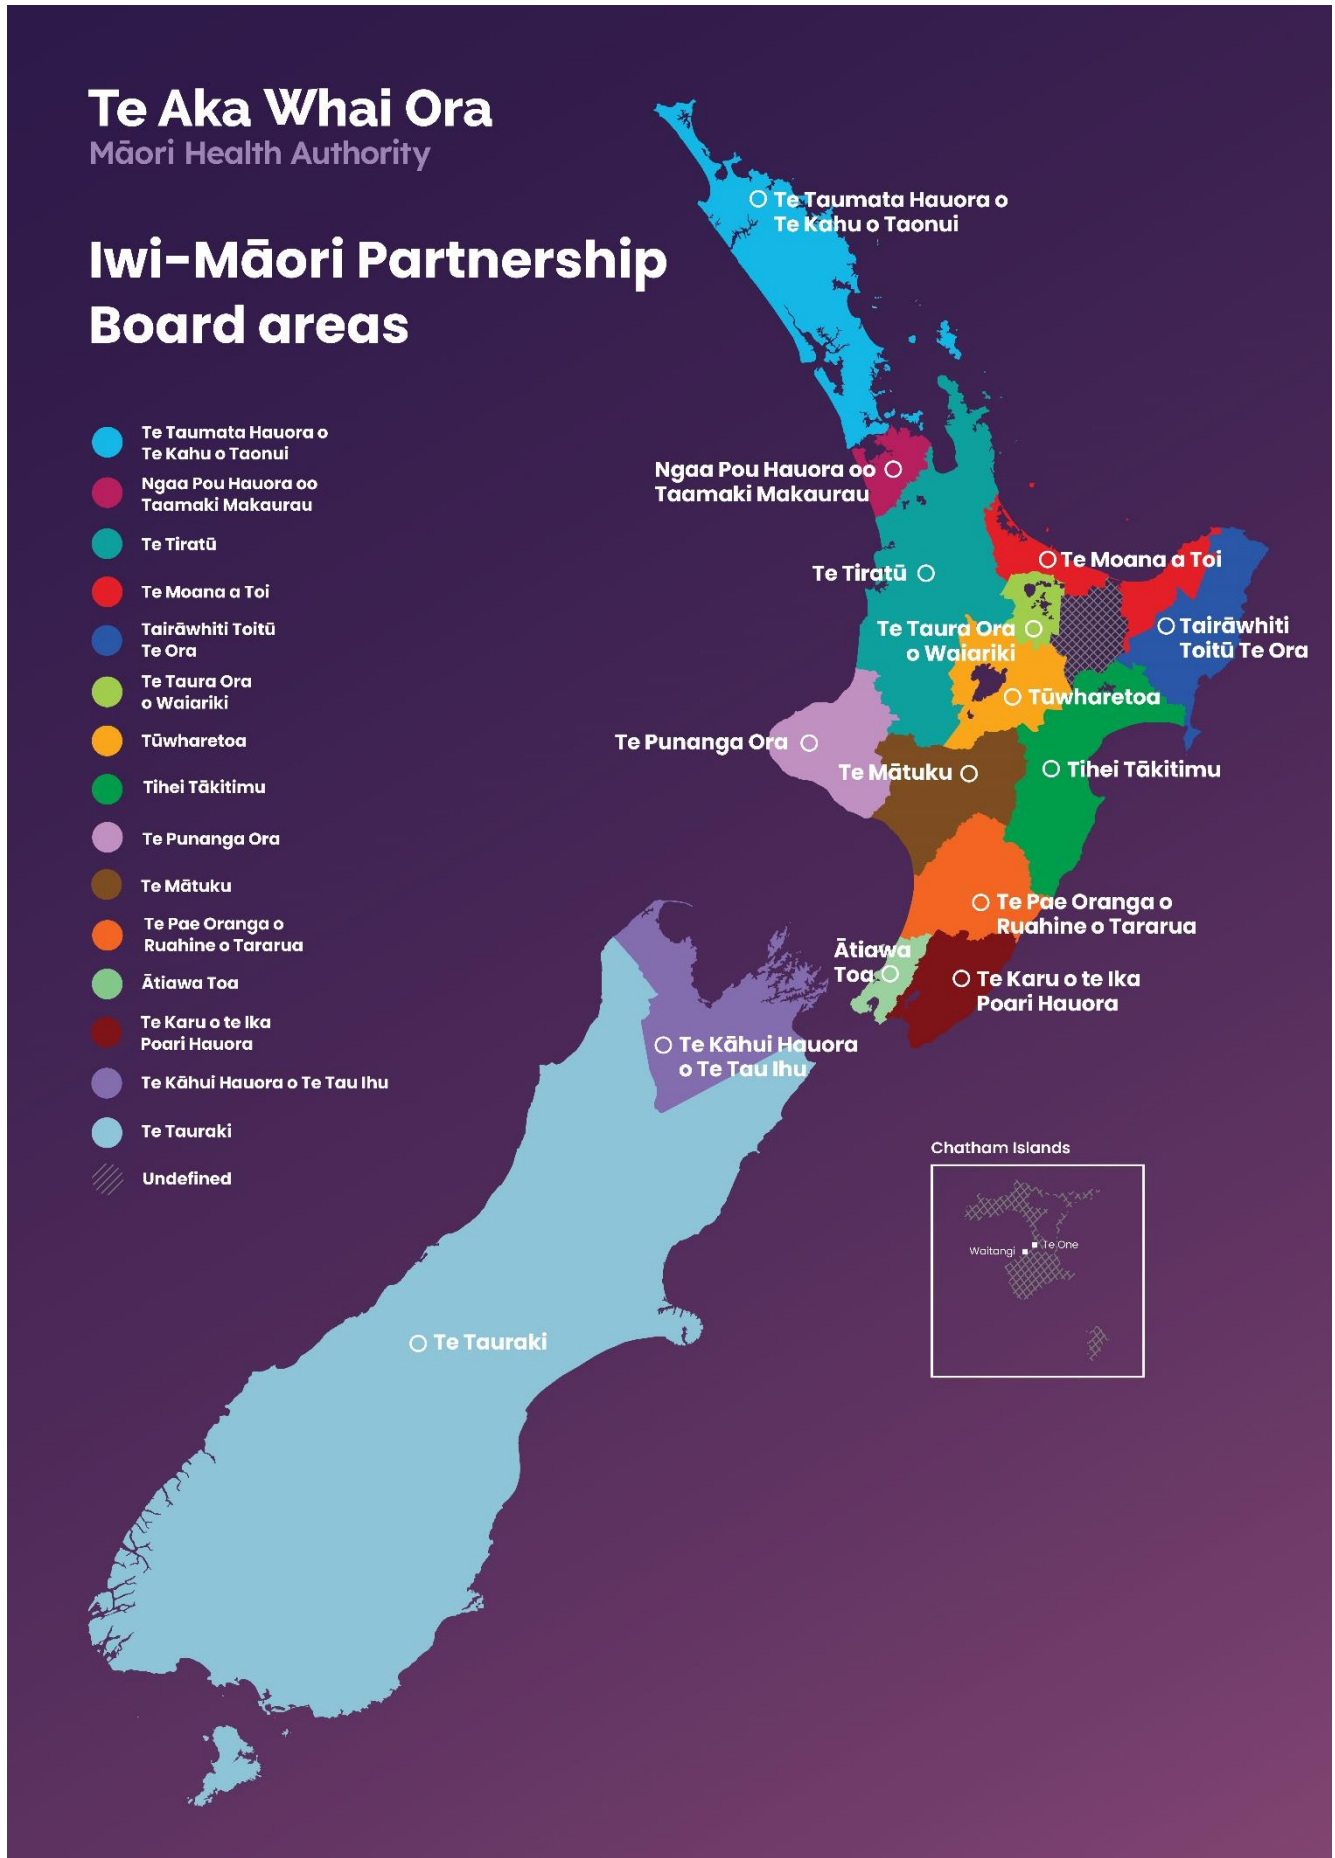 Te Aka Whai Ora
Māori Health Authority
Iwi-Māori Partnership
Board areas
Te Taumata Hauora o
Te Kahu o Taonui
Ngaa Pou Hauora oo
Taamaki Makaurau
Te Tiratū
Te Moana a Toi
Tairāwhiti Toitū
Te Ora
Te Taura Ora
o Waiariki
Tūwharetoa
Tihei Tākitimu
Te Punanga Ora
Te Mātuku
Te Pae Oranga o
Ruahine o Tararua
Ātiawa Toa
Te Karu o te Ika
Poari Hauora
Te Kāhui Hauora o Te Tau Ihu
Te Tauraki
Undefined
Te Taumata Hauora o
Te Kahu o Taonui
Ngaa Pou Hauora oo
Taamaki Makaurau
Te Moana a Toi
Te Tiratū
Te Taura Ora
o Waiariki
Tairāwhiti
Toitū Te Ora
Tūwharetoa
Te Punanga Ora
Te Mātuku
Tihei Tākitimu
Te Pae Oranga o
Ruahine o Tararua
Ātiawa
Toa
Te Karu o te Ika
Poari Hauora
Te Kāhui Hauora
o Te Tau Ihu
Te Tauraki
Chatham Islands
Te One
Waitangi